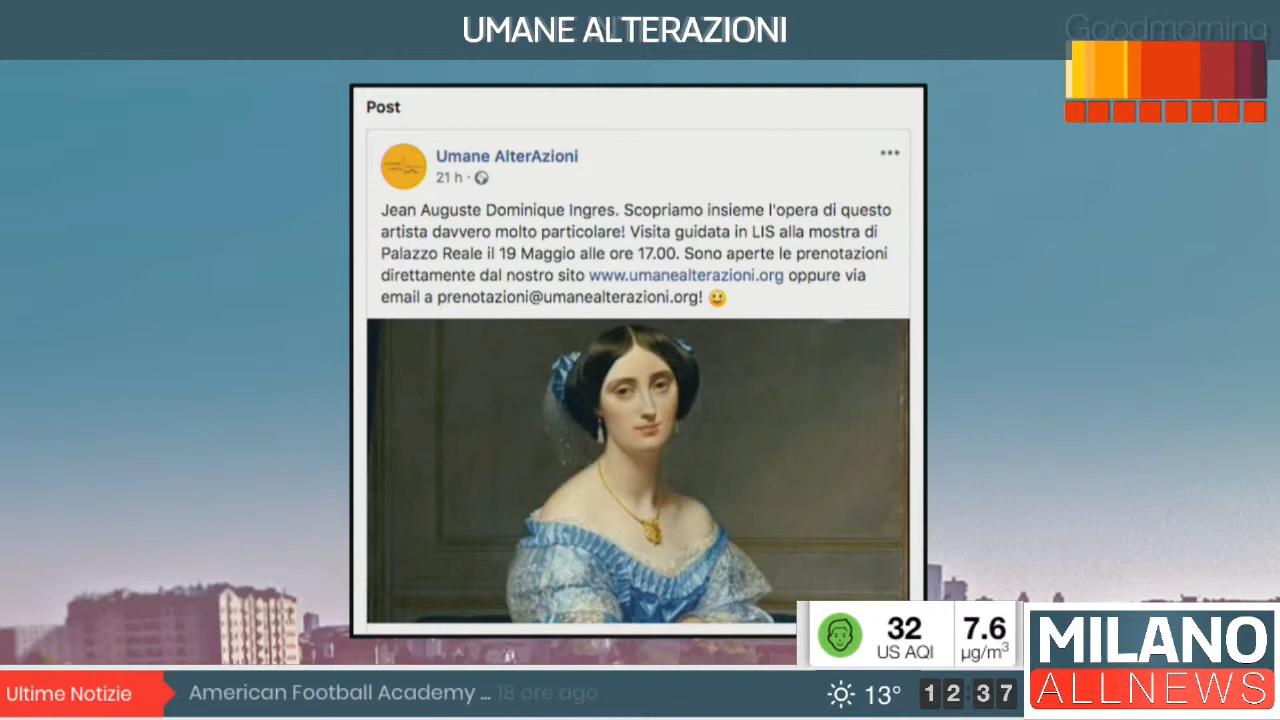 UMANE ALTERAZIONI
Goodmorning
Post
Umane AlterAzioni
21 h ·
Jean Auguste Dominique Ingres. Scopriamo insieme l'opera di questo
artista davvero molto particolare! Visita guidata in LIS alla mostra di
Palazzo Reale il 19 Maggio alle ore 17.00. Sono aperte le prenotazioni
direttamente dal nostro sito www.umanealterazioni.org oppure via
email a prenotazioni@umanealterazioni.org! 😀
32
US AQI
7.6
µg/m³
MILANO
ALLNEWS
Ultime Notizie
American Football Academy ... 18 ore ago
13°
12:37